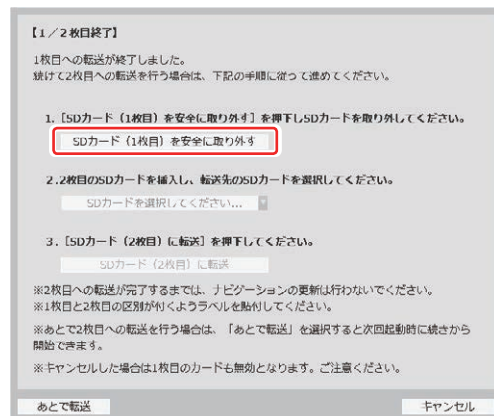 【1／2枚目終了】
1枚目への転送が終了しました。
続けて2枚目への転送を行う場合は、下記の手順に従って進めてください。
1.［SDカード（1枚目）を安全に取り外す］を押下しSDカードを取り外してください。
SDカード（1枚目）を安全に取り外す
2.2枚目のSDカードを挿入し、転送先のSDカードを選択してください。
SDカードを選択してください...
3.［SDカード（2枚目）に転送］を押下してください。
SDカード（2枚目）に転送
※2枚目への転送が完了するまでは、ナビゲーションの更新は行わないでください。
※1枚目と2枚目の区別が付くようラベルを貼付してください。
※あとで2枚目への転送を行う場合は、「あとで転送」を選択すると次回起動時に続きから
開始できます。
※キャンセルした場合は1枚目のカードも無効となります。ご注意ください。
あとで転送
キャンセル